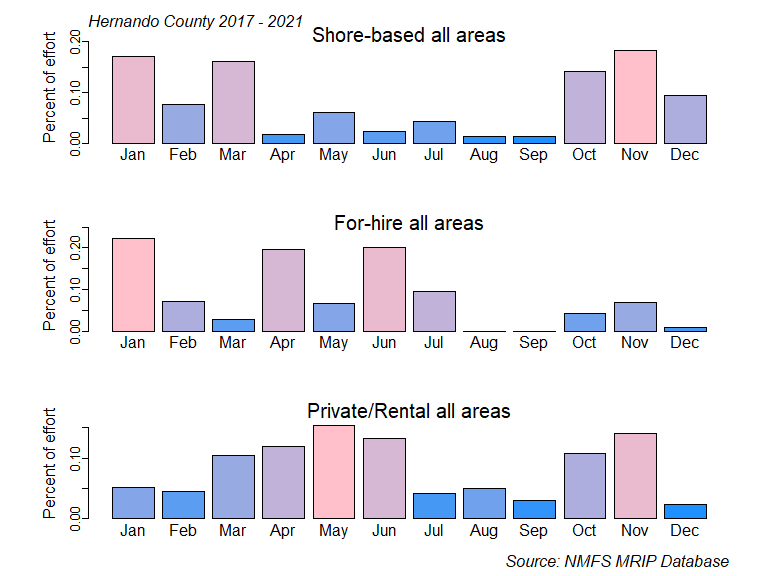 Hernando County 2017 - 2021
Shore-based all areas
Percent of effort
0.00 0.10 0.20
Jan Feb Mar Apr May Jun Jul Aug Sep Oct Nov Dec
For-hire all areas
Percent of effort
0.00 0.10 0.20
Jan Feb Mar Apr May Jun Jul Aug Sep Oct Nov Dec
Private/Rental all areas
Percent of effort
0.00 0.10
Jan Feb Mar Apr May Jun Jul Aug Sep Oct Nov Dec
Source: NMFS MRIP Database